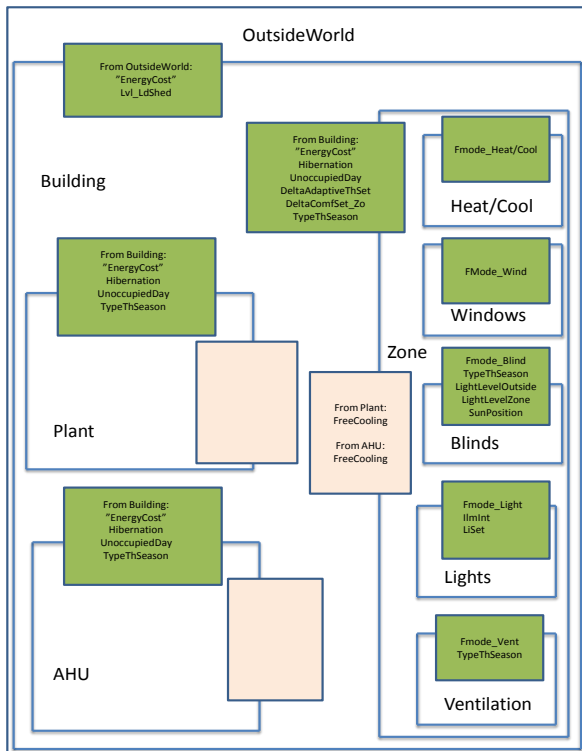 OutsideWorld
From OutsideWorld:
"EnergyCost"
Lvl_LdShed
Building
From Building:
"EnergyCost"
Hibernation
UnoccupiedDay
DeltaAdaptiveThSet
DeltaComfSet_Zo
TypeThSeason
Fmode_Heat/Cool
Heat/Cool
From Building:
"EnergyCost"
Hibernation
UnoccupiedDay
TypeThSeason
Plant
FMode_Wind
Windows
Zone
From Plant:
FreeCooling
From AHU:
FreeCooling
Fmode_Blind
TypeThSeason
LightLevelOutside
LightLevelZone
SunPosition
Blinds
From Building:
"EnergyCost"
Hibernation
UnoccupiedDay
TypeThSeason
AHU
Fmode_Light
IlmInt
LiSet
Lights
Fmode_Vent
TypeThSeason
Ventilation